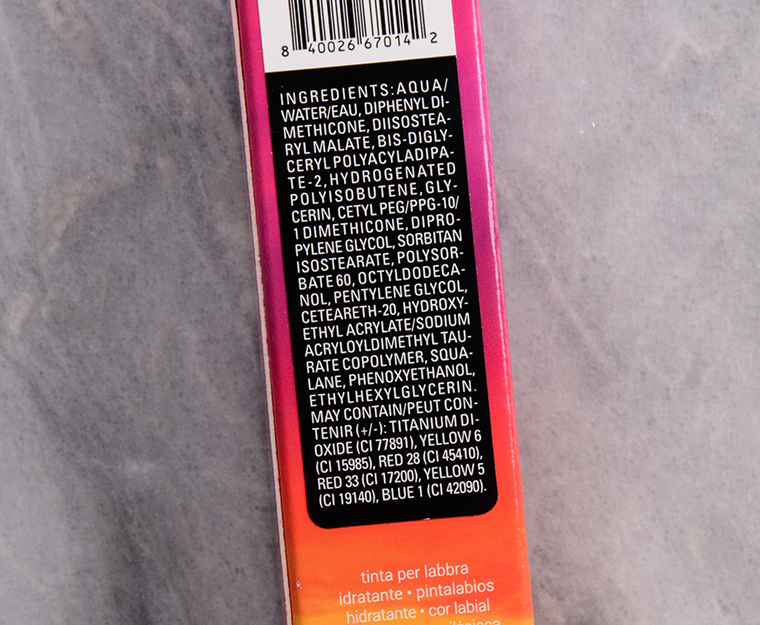 8 40026 67014 2
INGREDIENTS: AQUA/
WATER/EAU, DIPHENYL DI-
METHICONE, DIISOSTEA-
RYL MALATE, BIS-DIGLY-
CERYL POLYACYLADIPA-
TE-2, HYDROGENATED
POLYISOBUTENE, GLY-
CERIN, CETYL PEG/PPG-10/
1 DIMETHICONE, DIPRO-
PYLENE GLYCOL, SORBITAN
ISOSTEARATE, POLYSOR-
BATE 60, OCTYLDODECA-
NOL, PENTYLENE GLYCOL,
CETEARETH-20, HYDROXY-
ETHYL ACRYLATE/SODIUM
ACRYLOYLDIMETHYL TAU-
RATE COPOLYMER, SQUA-
LANE, PHENOXYETHANOL,
ETHYLHEXYLGLYCERIN.
MAY CONTAIN/PEUT CON-
TENIR (+/-): TITANIUM DI-
OXIDE (CI 77891), YELLOW 6
(CI 15985), RED 28 (CI 45410),
RED 33 (CI 17200), YELLOW 5
(CI 19140), BLUE 1 (CI 42090).
tinta per labbra
idratante • pintalabios
hidratante • cor labial